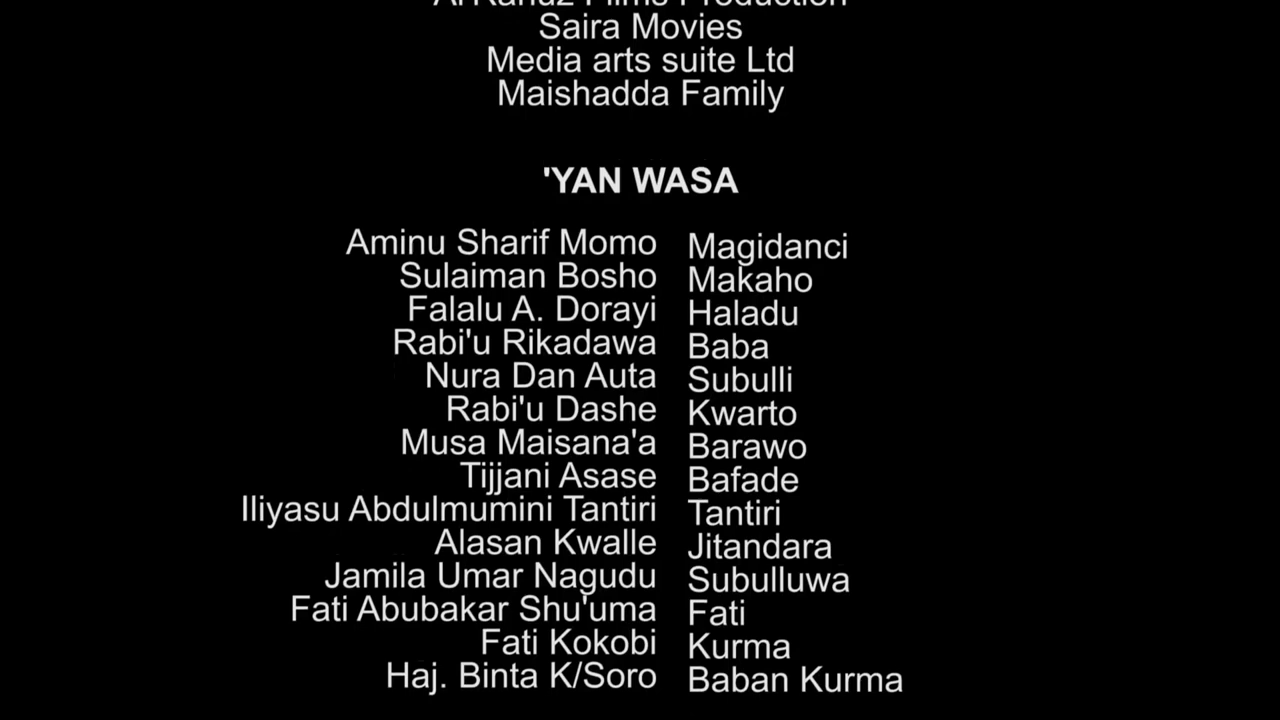 Films Production
Saira Movies
Media arts suite Ltd
Maishadda Family
'YAN WASA
Aminu Sharif Momo Magidanci
Sulaiman Bosho Makaho
Falalu A. Dorayi Haladu
Rabi'u Rikadawa Baba
Nura Dan Auta Subulli
Rabi'u Dashe Kwarto
Musa Maisana'a Barawo
Tijjani Asase Bafade
Iliyasu Abdulmumini Tantiri Tantiri
Alasan Kwalle Jitandara
Jamila Umar Nagudu Subulluwa
Fati Abubakar Shu'uma Fati
Fati Kokobi Kurma
Haj. Binta K/Soro Baban Kurma